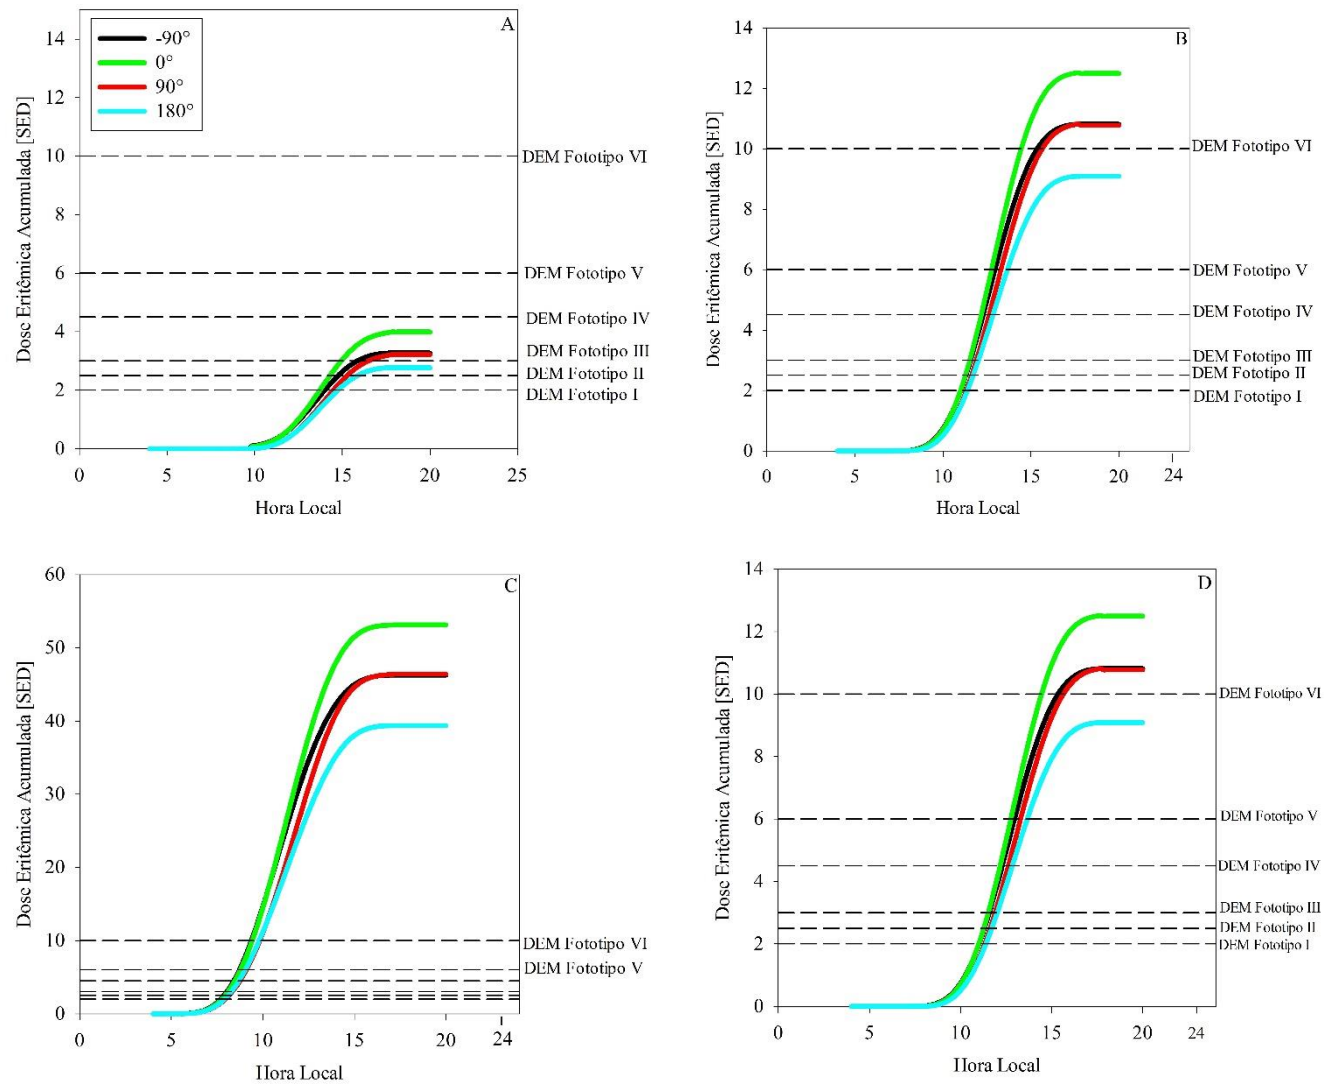 A
-90°
0°
90°
180°
14
12
10
8
6
4
2
0
Dosc Eritêmica Acumulada [SED]
DEM Fototipo VI
DEM Fototipo V
DEM Fototipo IV
DEM Fototipo III
DEM Fototipo II
DEM Fototipo I
0 5 10 15 20 25
Hora Local
B
14
12
10
8
6
4
2
0
Dosc Eritêmica Acumulada [SED]
DEM Fototipo VI
DEM Fototipo V
DEM Fototipo IV
DEM Fototipo III
DEM Fototipo II
DEM Fototipo I
0 5 10 15 20 24
Hora Local
C
60
50
40
30
20
10
0
Dosc Eritêmica Acumulada [SED]
DEM Fototipo VI
DEM Fototipo V
0 5 10 15 20 24
Hora Local
D
14
12
10
8
6
4
2
0
Dosc Eritêmica Acumulada [SED]
DEM Fototipo VI
DEM Fototipo V
DEM Fototipo IV
DEM Fototipo III
DEM Fototipo II
DEM Fototipo I
0 5 10 15 20 24
Hora Local